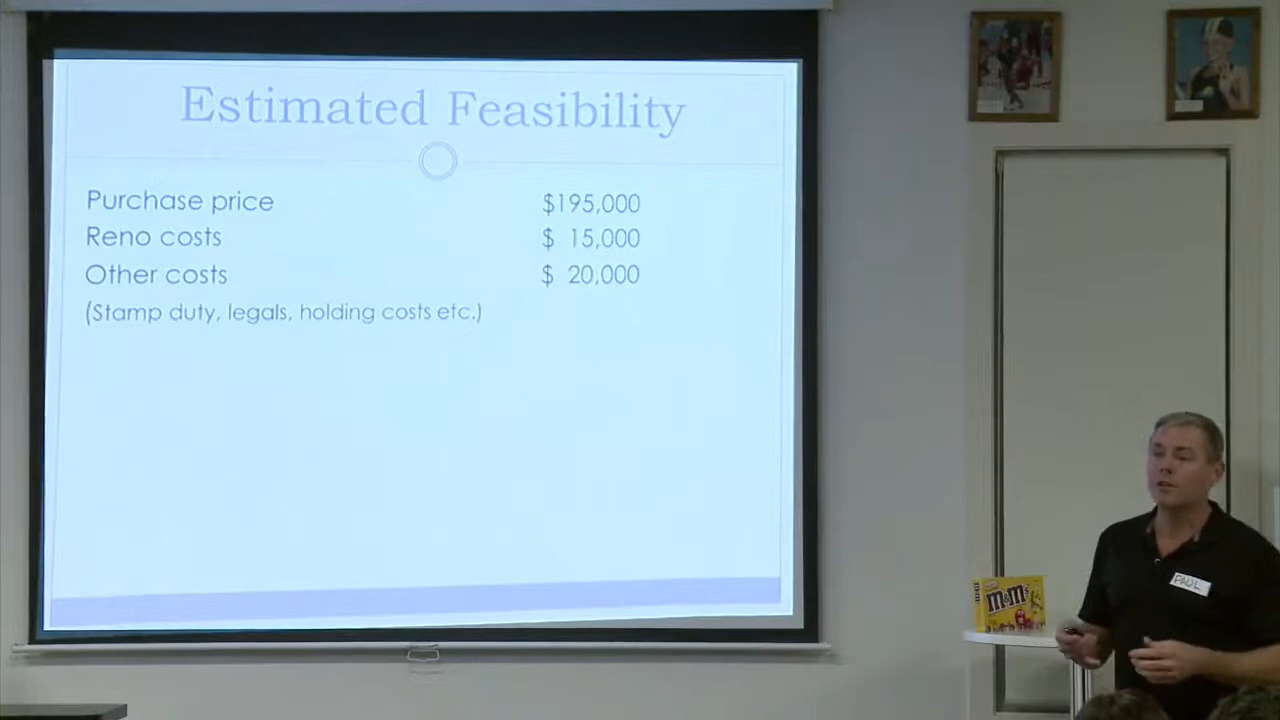 Estimated Feasibility
Purchase price $195,000
Reno costs $ 15,000
Other costs $ 20,000
(Stamp duty, legals, holding costs etc.)
m&m's
PAUL